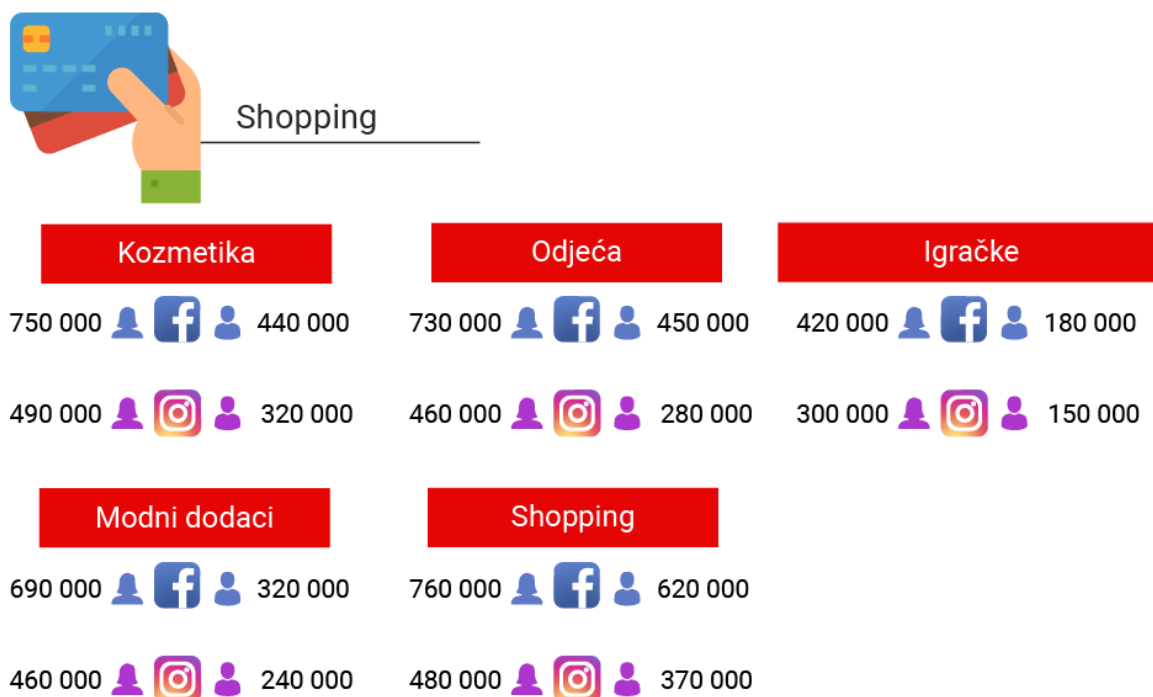 Shopping
Kozmetika
750 000 440 000
490 000 320 000
Odjeća
730 000 450 000
460 000 280 000
Igračke
420 000 180 000
300 000 150 000
Modni dodaci
690 000 320 000
460 000 240 000
Shopping
760 000 620 000
480 000 370 000